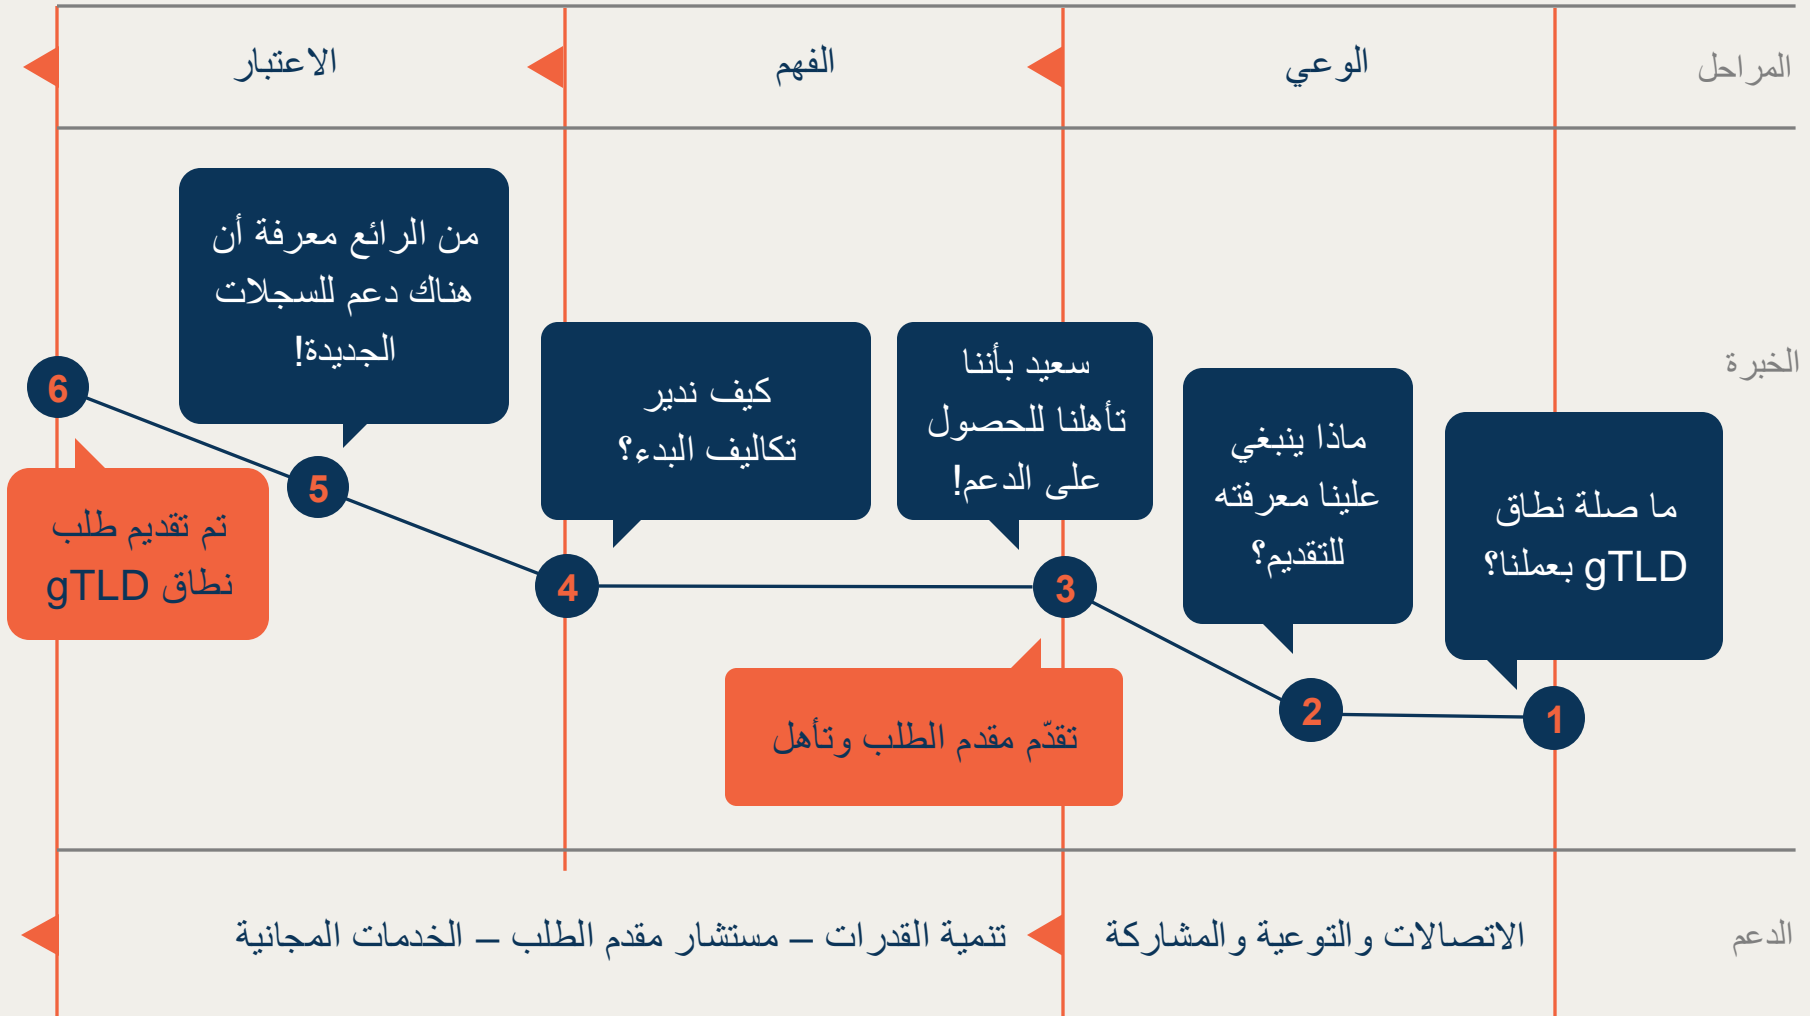 المراحل
الوعي
الفهم
الاعتبار
الخبرة
ما صلة نطاق
gTLD بعملنا؟
1
ماذا ينبغي
علينا معرفته
للتقديم؟
2
سعيد بأننا
تأهلنا للحصول
على الدعم!
3
تقدّم مقدم الطلب وتأهل
كيف ندير
تكاليف البدء؟
4
من الرائع معرفة أن
هناك دعم للسجلات
الجديدة!
5
6
تم تقديم طلب
نطاق gTLD
الدعم
الاتصالات والتوعية والمشاركة
تنمية القدرات – مستشار مقدم الطلب – الخدمات المجانية